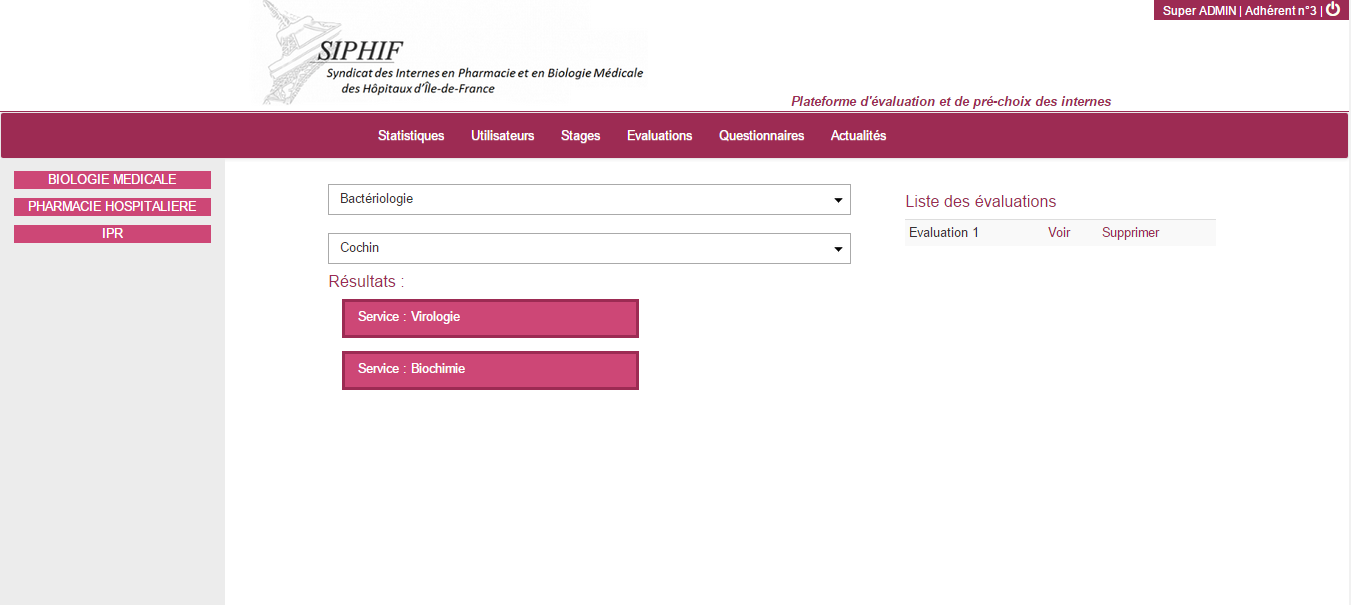 Super ADMIN | Adhérent n°3 |
SIPHIF
Syndicat des Internes en Pharmacie et en Biologie Médicale
des Hôpitaux d'Île-de-France
Plateforme d'évaluation et de pré-choix des internes
Statistiques Utilisateurs Stages Evaluations Questionnaires Actualités
BIOLOGIE MEDICALE
PHARMACIE HOSPITALIERE
IPR
Bactériologie
Cochin
Résultats :
Service : Virologie
Service : Biochimie
Liste des évaluations
Evaluation 1 Voir Supprimer